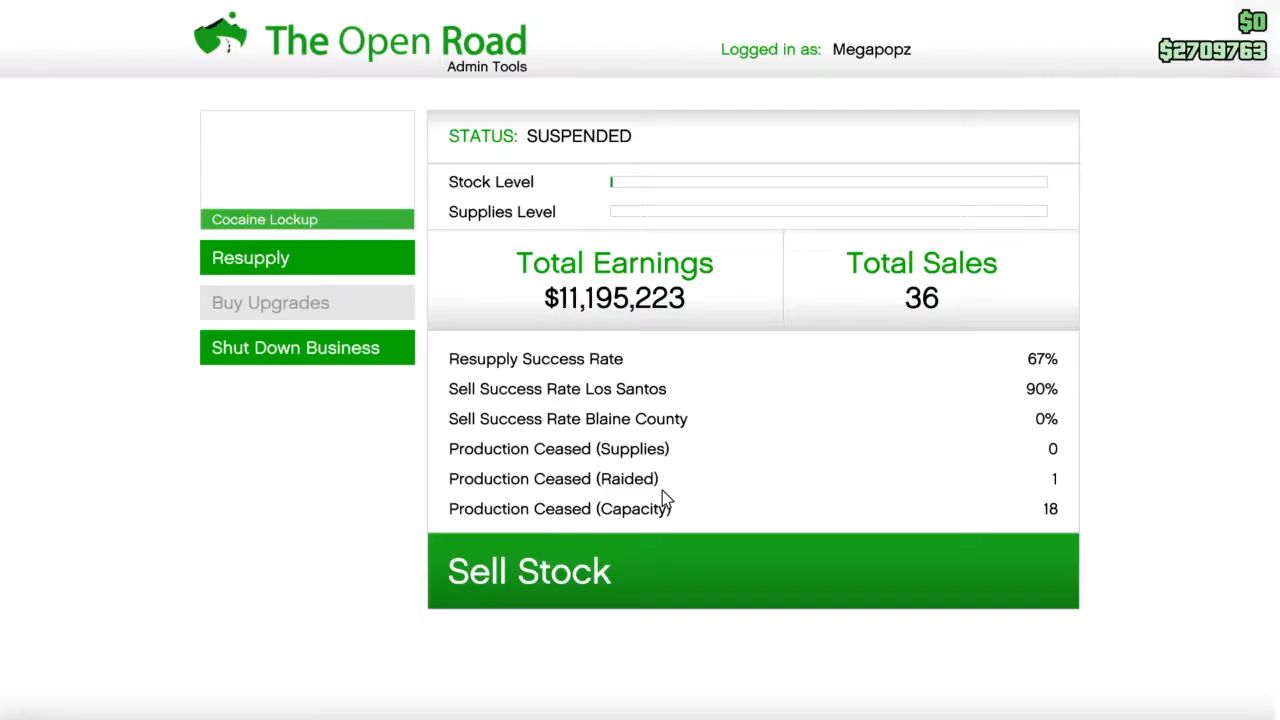 The Open Road
Admin Tools
Logged in as: Megapopz
$0
$2709763
Cocaine Lockup
Resupply
Buy Upgrades
Shut Down Business
STATUS: SUSPENDED
Stock Level
Supplies Level
Total Earnings
$11,195,223
Total Sales
36
Resupply Success Rate 67%
Sell Success Rate Los Santos 90%
Sell Success Rate Blaine County 0%
Production Ceased (Supplies) 0
Production Ceased (Raided) 1
Production Ceased (Capacity) 18
Sell Stock